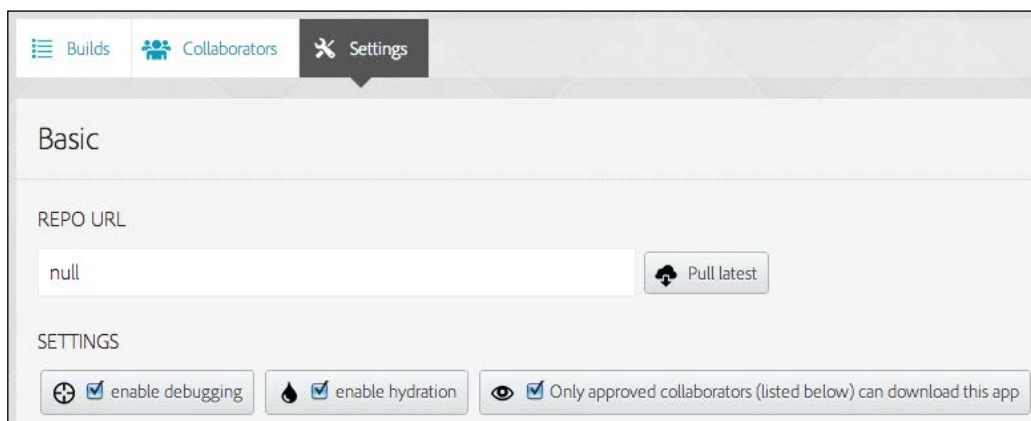 Builds Collaborators Settings
Basic
REPO URL
null Pull latest
SETTINGS
enable debugging enable hydration Only approved collaborators (listed below) can download this app